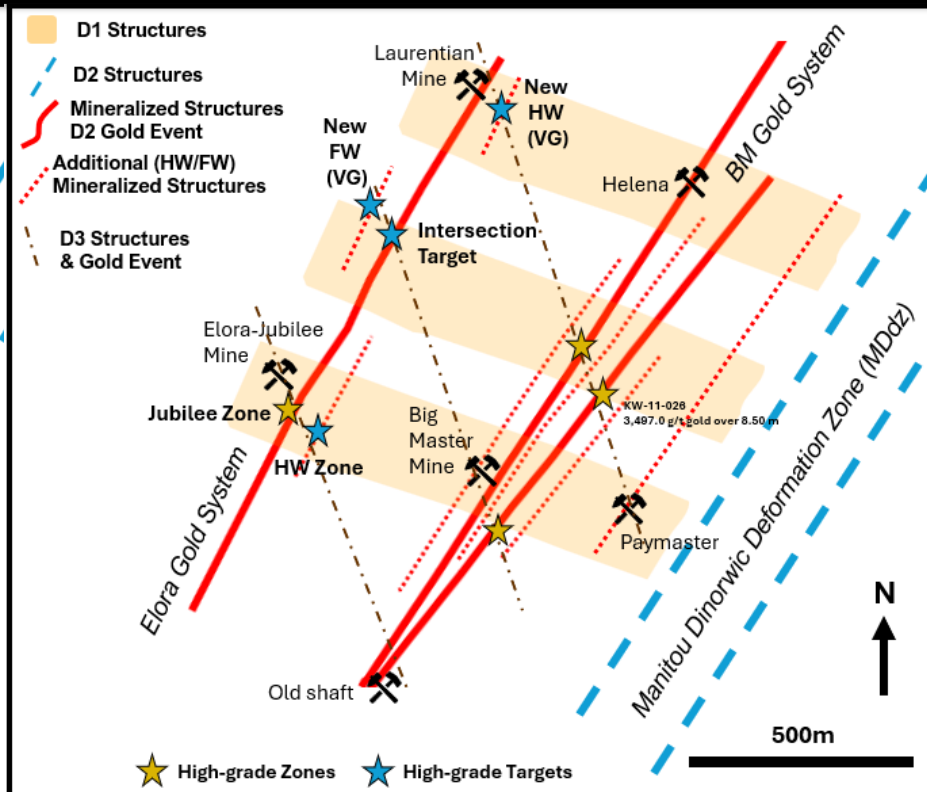 D1 Structures
D2 Structures
Mineralized Structures
D2 Gold Event
Additional (HW/FW)
Mineralized Structures
D3 Structures
& Gold Event
Laurentian
Mine
New
HW
(VG)
New
FW
(VG)
BM Gold System
Helena
Intersection
Target
Elora-Jubilee
Mine
Jubilee Zone
HW Zone
Big
Master
Mine
KW-11-026
3,497.0 g/t gold over 8.50 m
Paymaster
Elora Gold System
Manitou Dinorwic Deformation Zone (MDdz)
Old shaft
N
500m
High-grade Zones
High-grade Targets